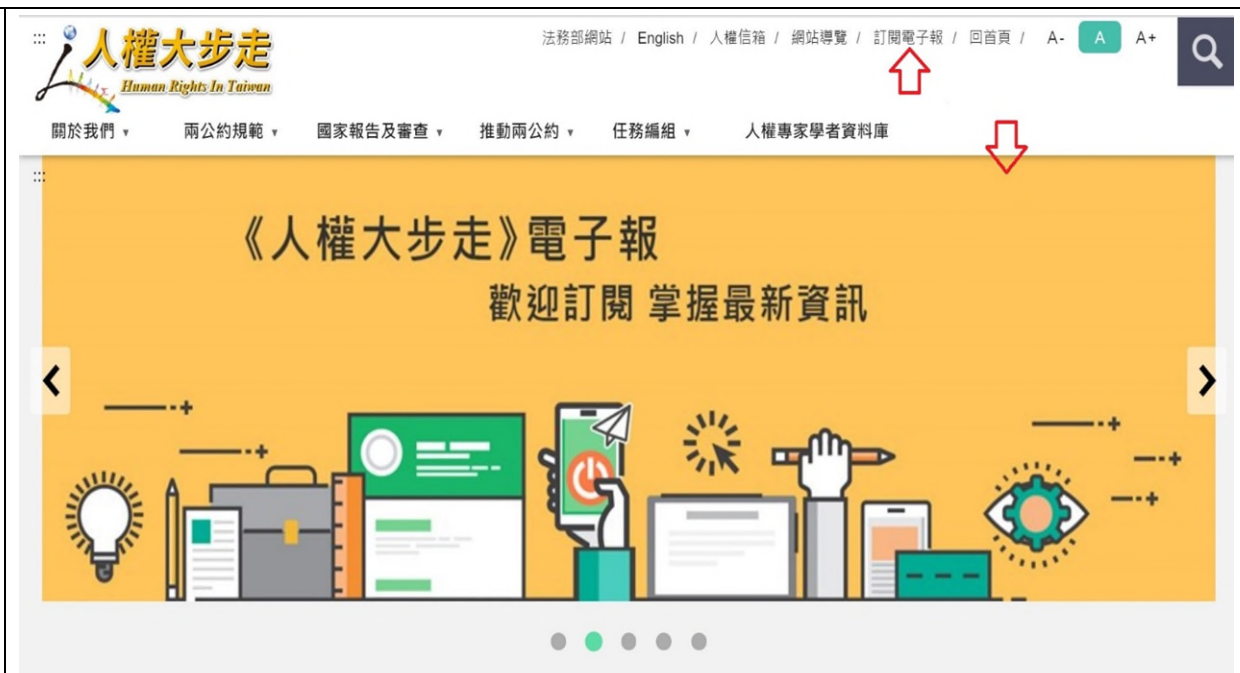 :::
人權大步走
Human Rights In Taiwan
法務部網站 / English / 人權信箱 / 網站導覽 / 訂閱電子報 / 回首頁 / A- A A+
關於我們 ▼ 兩公約規範 ▼ 國家報告及審查 ▼ 推動兩公約 ▼ 任務編組 ▼ 人權專家學者資料庫
:::
《人權大步走》電子報
歡迎訂閱 掌握最新資訊